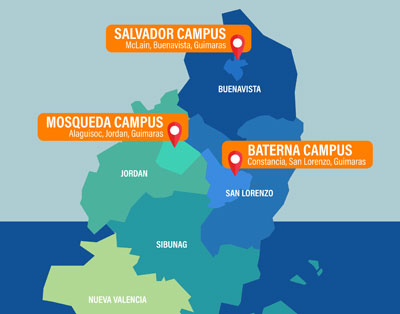 SALVADOR CAMPUS
McLain, Buenavista, Guimaras
BUENAVISTA
MOSQUEDA CAMPUS
Alaguisoc, Jordan, Guimaras
BATERNA CAMPUS
Constancia, San Lorenzo, Guimaras
JORDAN
SAN LORENZO
SIBUNAG
NUEVA VALENCIA